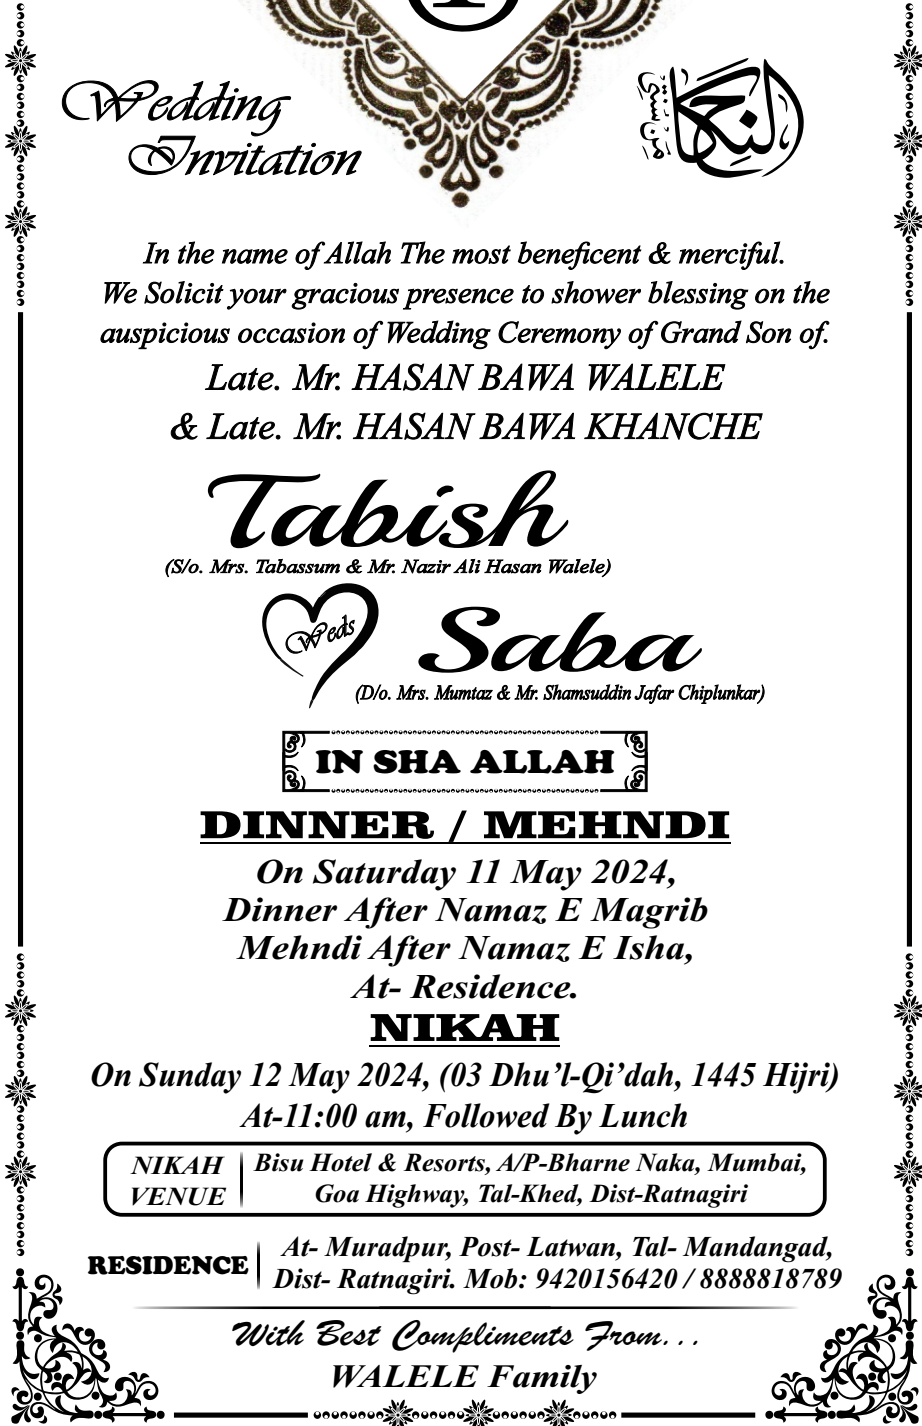 Wedding
Invitation
النكاح
من سنتي
In the name of Allah The most beneficent & merciful.
We Solicit your gracious presence to shower blessing on the
auspicious occasion of Wedding Ceremony of Grand Son of.
Late. Mr. HASAN BAWA WALELE
& Late. Mr. HASAN BAWA KHANCHE
Tabish
(S/o. Mrs. Tabassum & Mr. Nazir Ali Hasan Walele)
Weds
Saba
(D/o. Mrs. Mumtaz & Mr. Shamsuddin Jafar Chiplunkar)
IN SHA ALLAH
DINNER / MEHNDI
On Saturday 11 May 2024,
Dinner After Namaz E Magrib
Mehndi After Namaz E Isha,
At- Residence.
NIKAH
On Sunday 12 May 2024, (03 Dhu’l-Qi’dah, 1445 Hijri)
At-11:00 am, Followed By Lunch
NIKAH
VENUE
Bisu Hotel & Resorts, A/P-Bharne Naka, Mumbai,
Goa Highway, Tal-Khed, Dist-Ratnagiri
RESIDENCE
At- Muradpur, Post- Latwan, Tal- Mandangad,
Dist- Ratnagiri. Mob: 9420156420 / 8888818789
With Best Compliments From...
WALELE Family